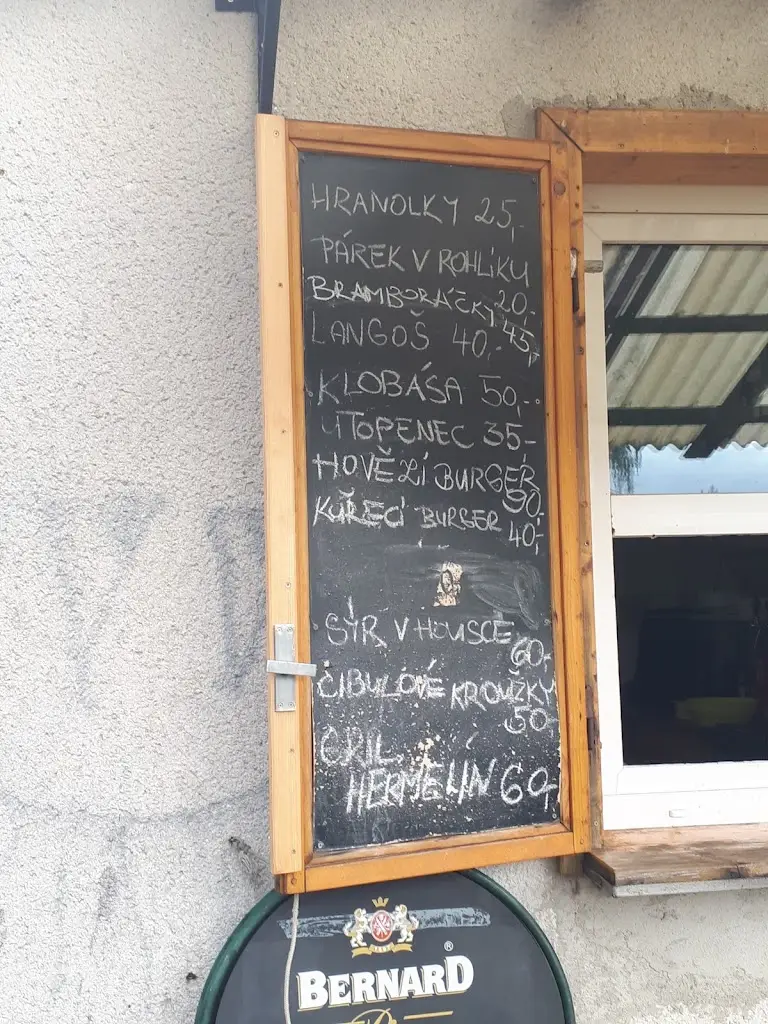 HRANOLKY 25,-
PÁREK V ROHLÍKU
20,-
BRAMBORÁČKY 45,-
LANGOŠ 40,-
KLOBÁSA 50,-
UTOPENEC 35,-
HOVĚZÍ BURGER
90,-
KUŘECÍ BURGER
40,-
SÝR V HOUSCE
60,-
CIBULOVÉ KROUŽKY
50,-
GRIL.
HERMELÍN 60,-
BERNARD
®